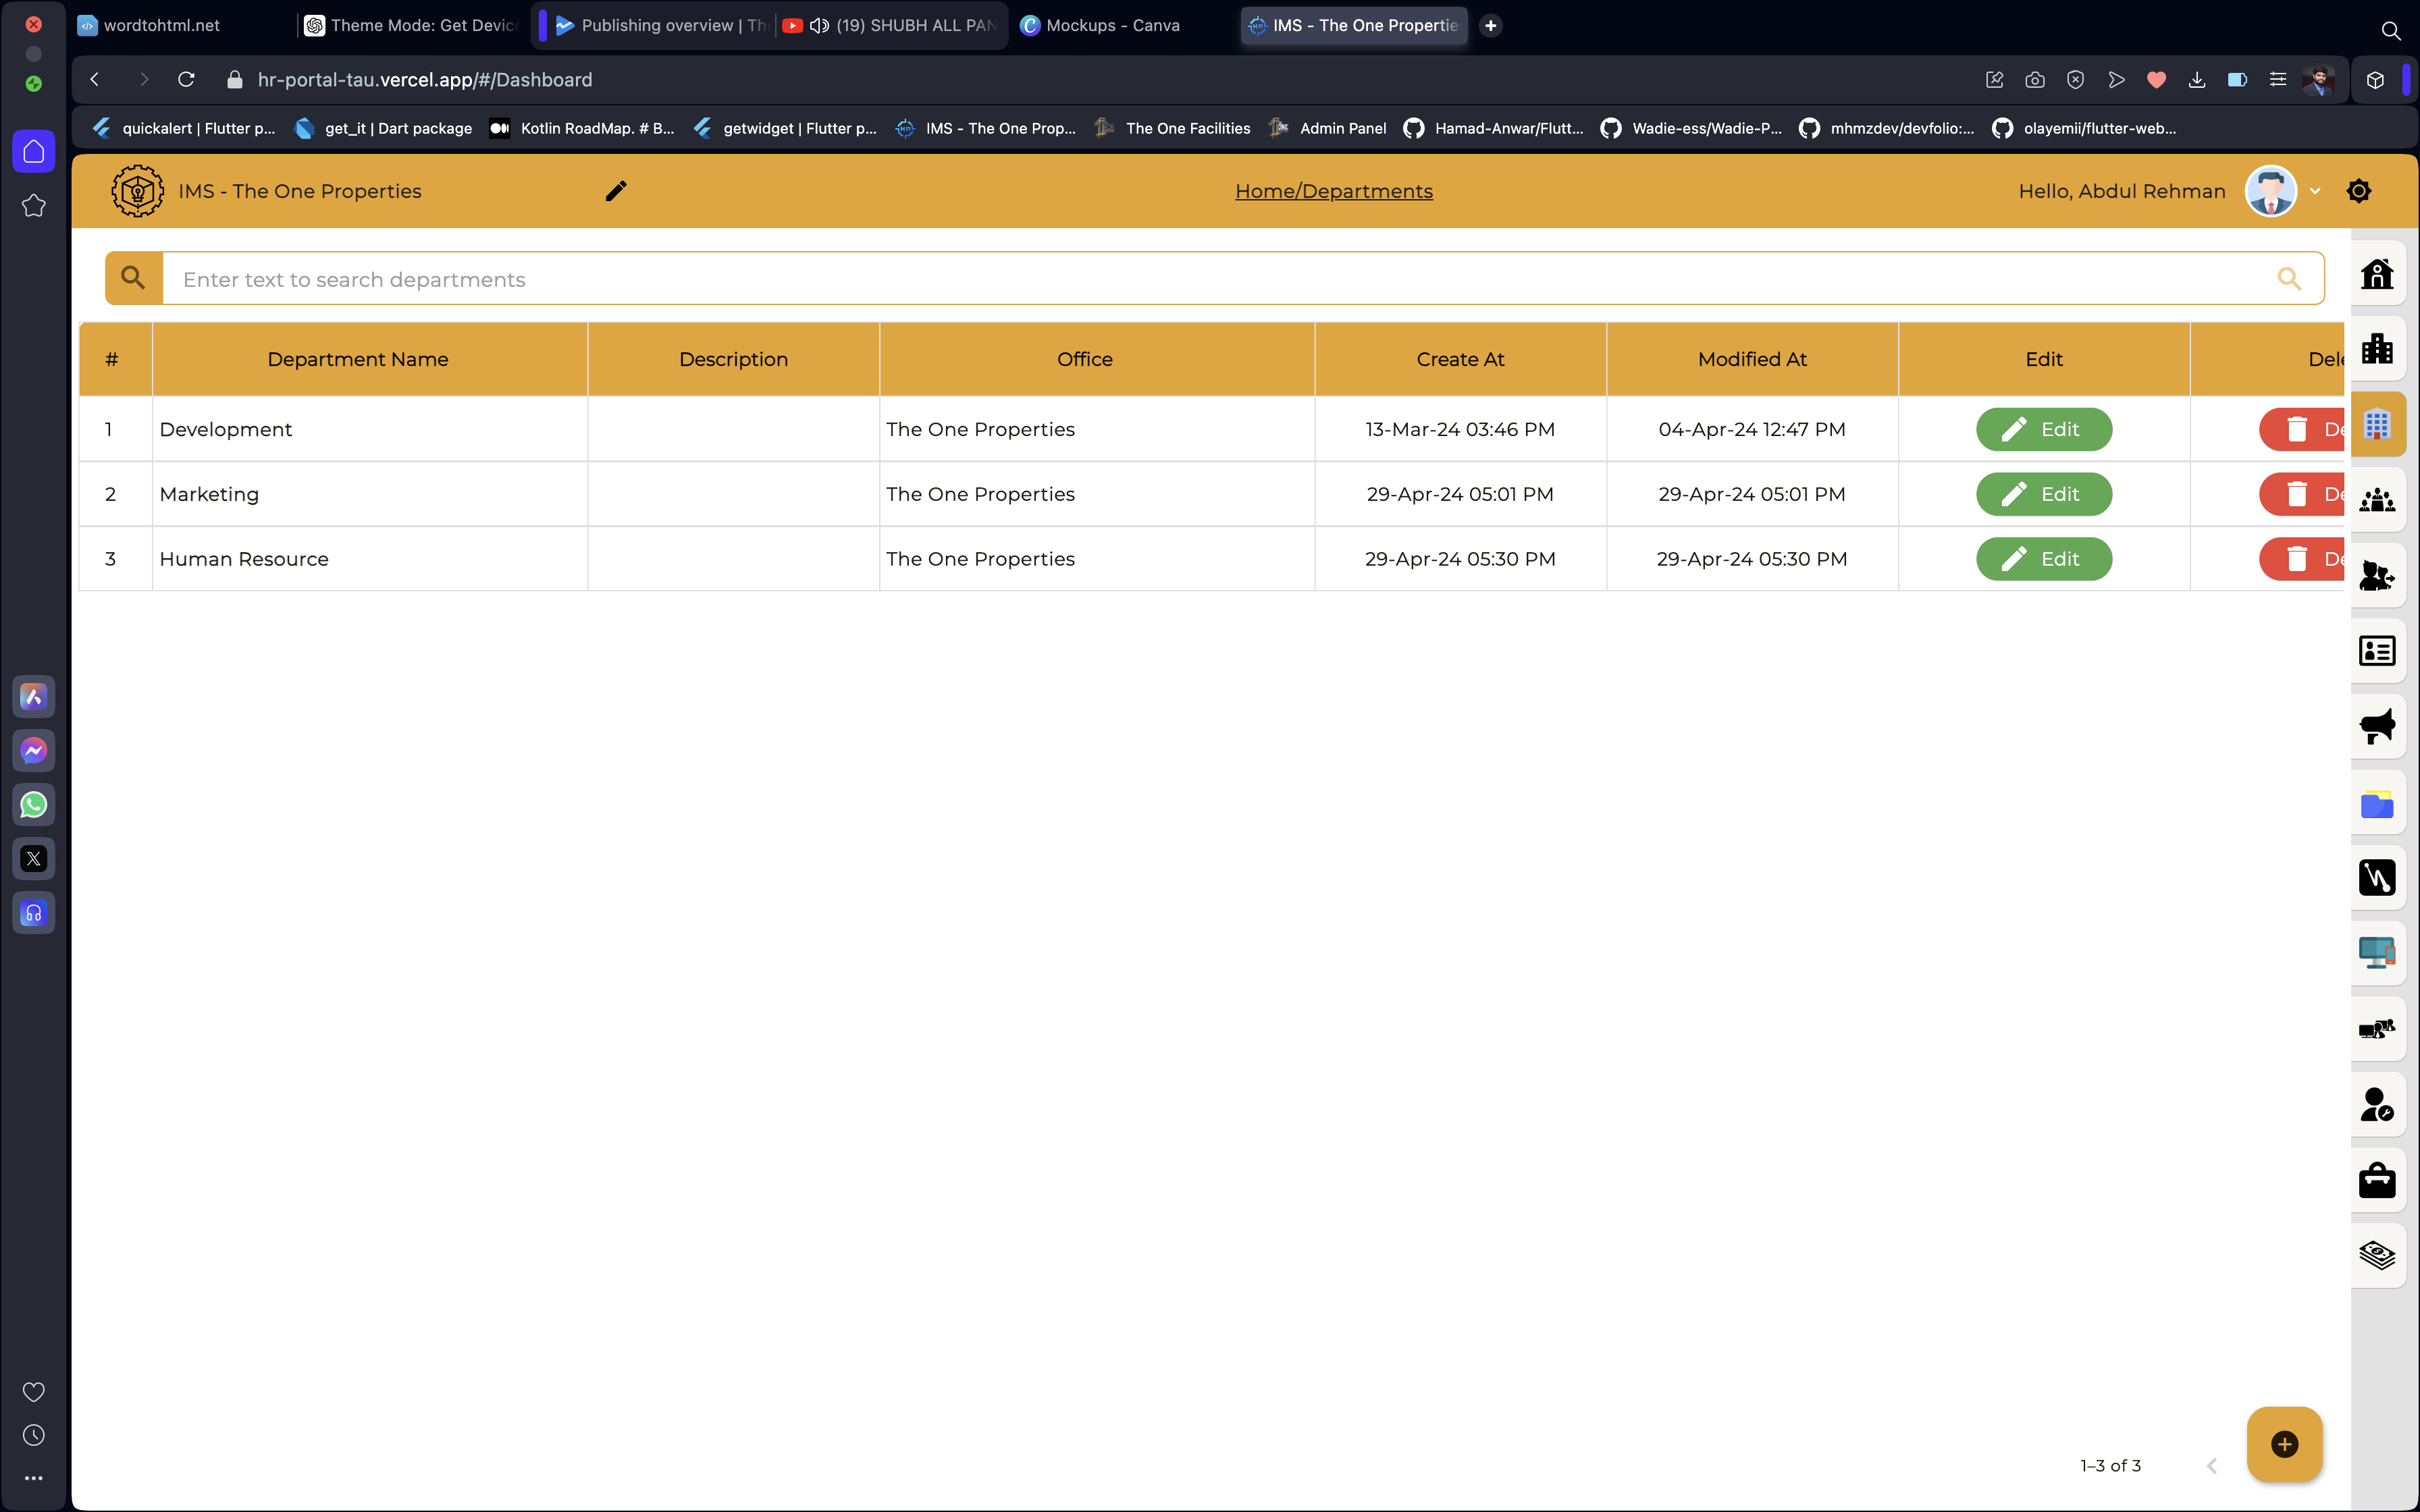 wordtohtml.net
Theme Mode: Get Device
Publishing overview | Th
(19) SHUBH ALL PAN
Mockups - Canva
IMS - The One Propertie
hr-portal-tau.vercel.app/#/Dashboard
quickalert | Flutter p...
get_it | Dart package
Kotlin RoadMap. # B...
getwidget | Flutter p...
IMS - The One Prop...
The One Facilities
Admin Panel
Hamad-Anwar/Flutt...
Wadie-ess/Wadie-P...
mhmzdev/devfolio:...
olayemii/flutter-web...
IMS - The One Properties
Home/Departments
Hello, Abdul Rehman
Enter text to search departments
# Department Name Description Office Create At Modified At Edit Dele
1 Development The One Properties 13-Mar-24 03:46 PM 04-Apr-24 12:47 PM Edit De
2 Marketing The One Properties 29-Apr-24 05:01 PM 29-Apr-24 05:01 PM Edit De
3 Human Resource The One Properties 29-Apr-24 05:30 PM 29-Apr-24 05:30 PM Edit De
1–3 of 3